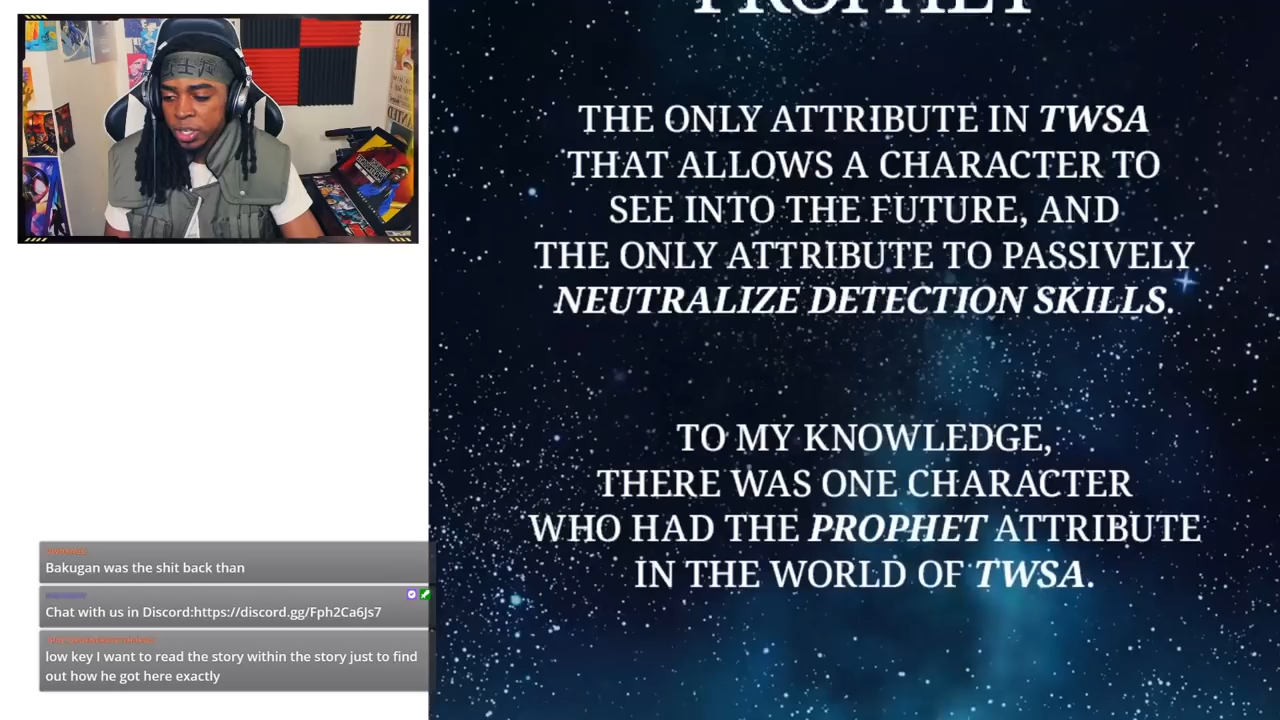 PROPHET
THE ONLY ATTRIBUTE IN TWSA
THAT ALLOWS A CHARACTER TO
SEE INTO THE FUTURE, AND
THE ONLY ATTRIBUTE TO PASSIVELY
NEUTRALIZE DETECTION SKILLS.
TO MY KNOWLEDGE,
THERE WAS ONE CHARACTER
WHO HAD THE PROPHET ATTRIBUTE
IN THE WORLD OF TWSA.
Bakugan was the shit back than
Chat with us in Discord:https://discord.gg/Fph2Ca6Js7
low key I want to read the story within the story just to find
out how he got here exactly